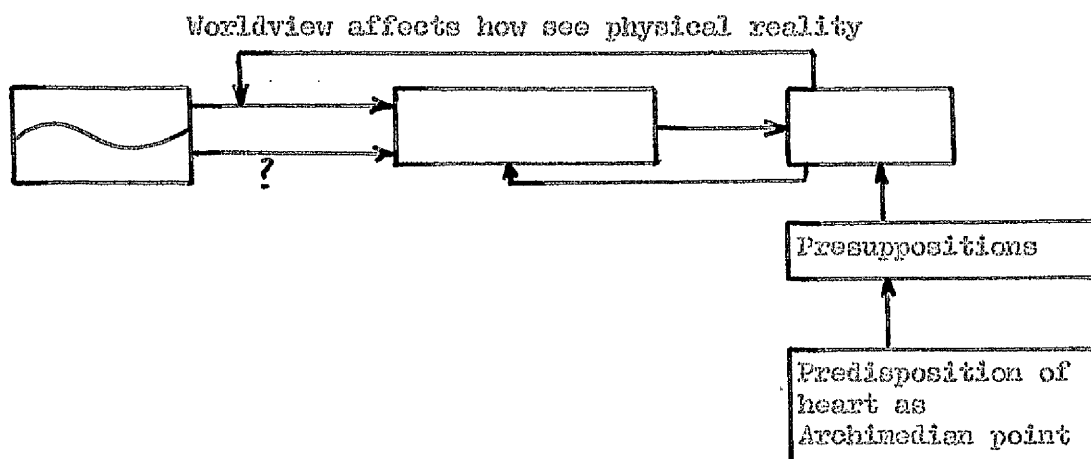 Worldview affects how see physical reality
?
Presuppositions
Predisposition of
heart as
Archimedian point